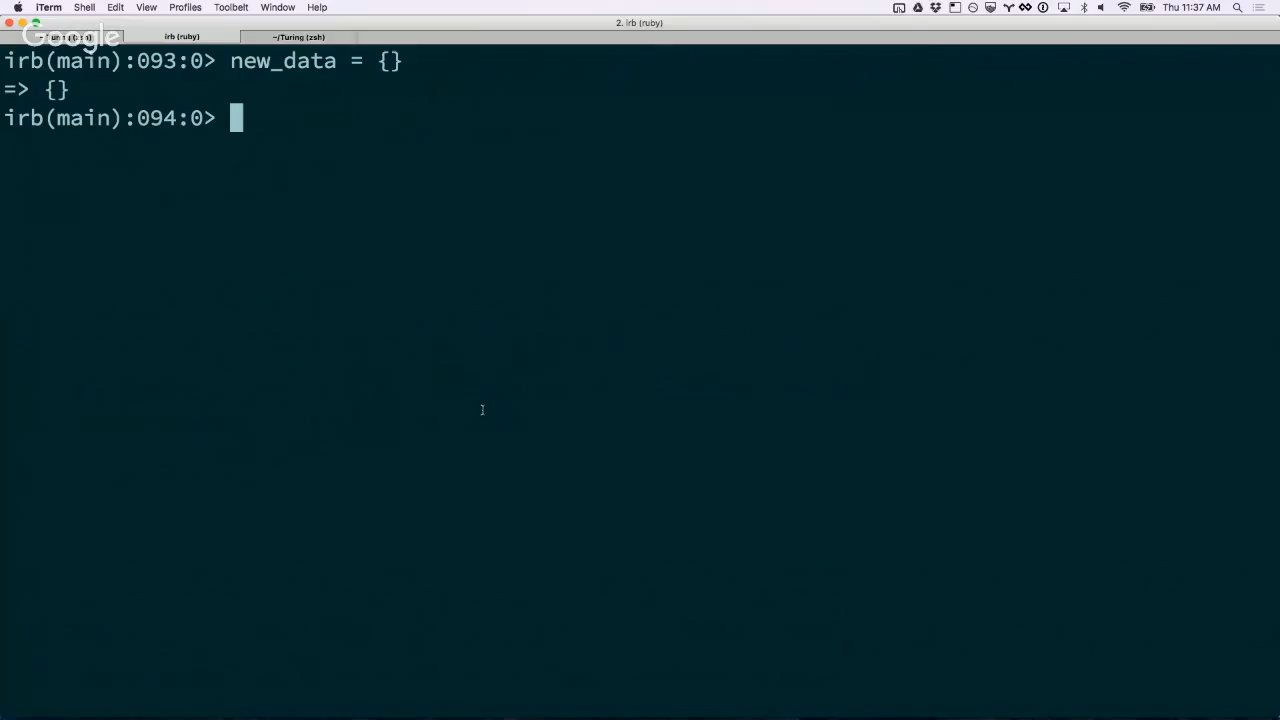 iTerm Shell Edit View Profiles Toolbelt Window Help Thu 11:37 AM
2. irb (ruby)
Google
irb (ruby) ~/Turing (zsh)
irb(main):093:0> new_data = {}
=> {}
irb(main):094:0>